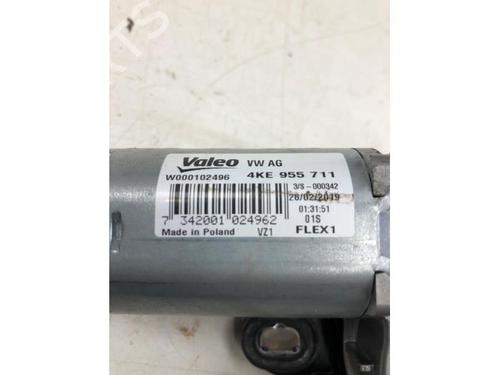 Valeo VW AG
W000102496 4KE 955 711
3/S-000342
28/02/2019
01:31:51
7 342001 024962 01S
Made in Poland VZ1 FLEX1